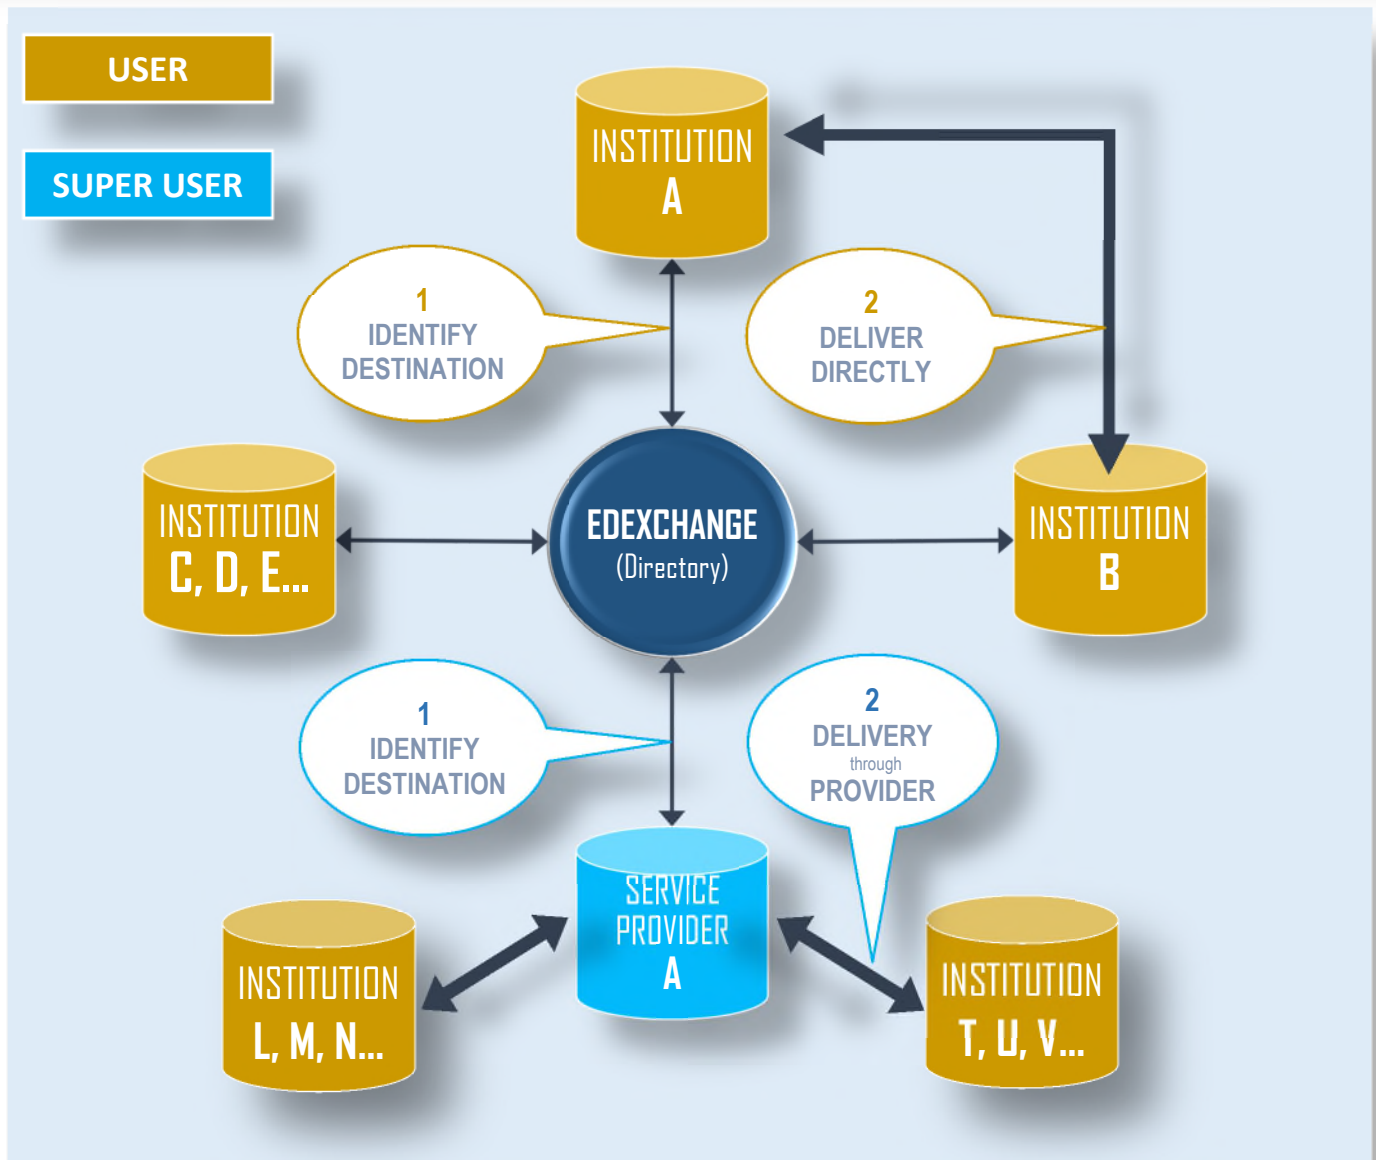 USER
SUPER USER
INSTITUTION
A
1
IDENTIFY
DESTINATION
2
DELIVER
DIRECTLY
INSTITUTION
C, D, E...
EDEXCHANGE
(Directory)
INSTITUTION
B
1
IDENTIFY
DESTINATION
2
DELIVERY
through
PROVIDER
SERVICE
PROVIDER
A
INSTITUTION
L, M, N...
INSTITUTION
T, U, V...